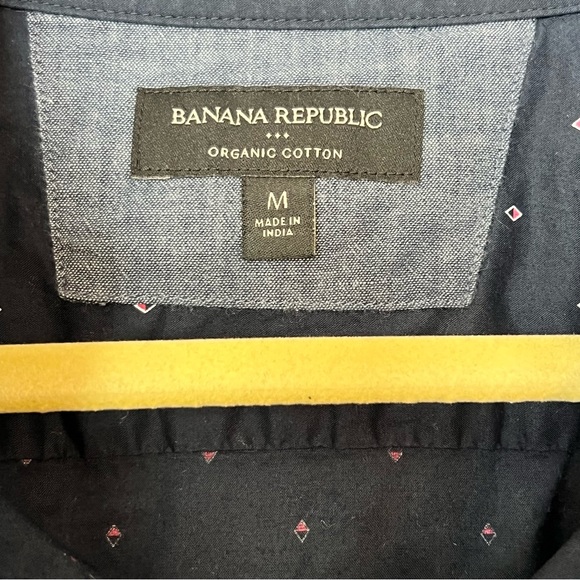 BANANA REPUBLIC
ORGANIC COTTON
M
MADE IN
INDIA